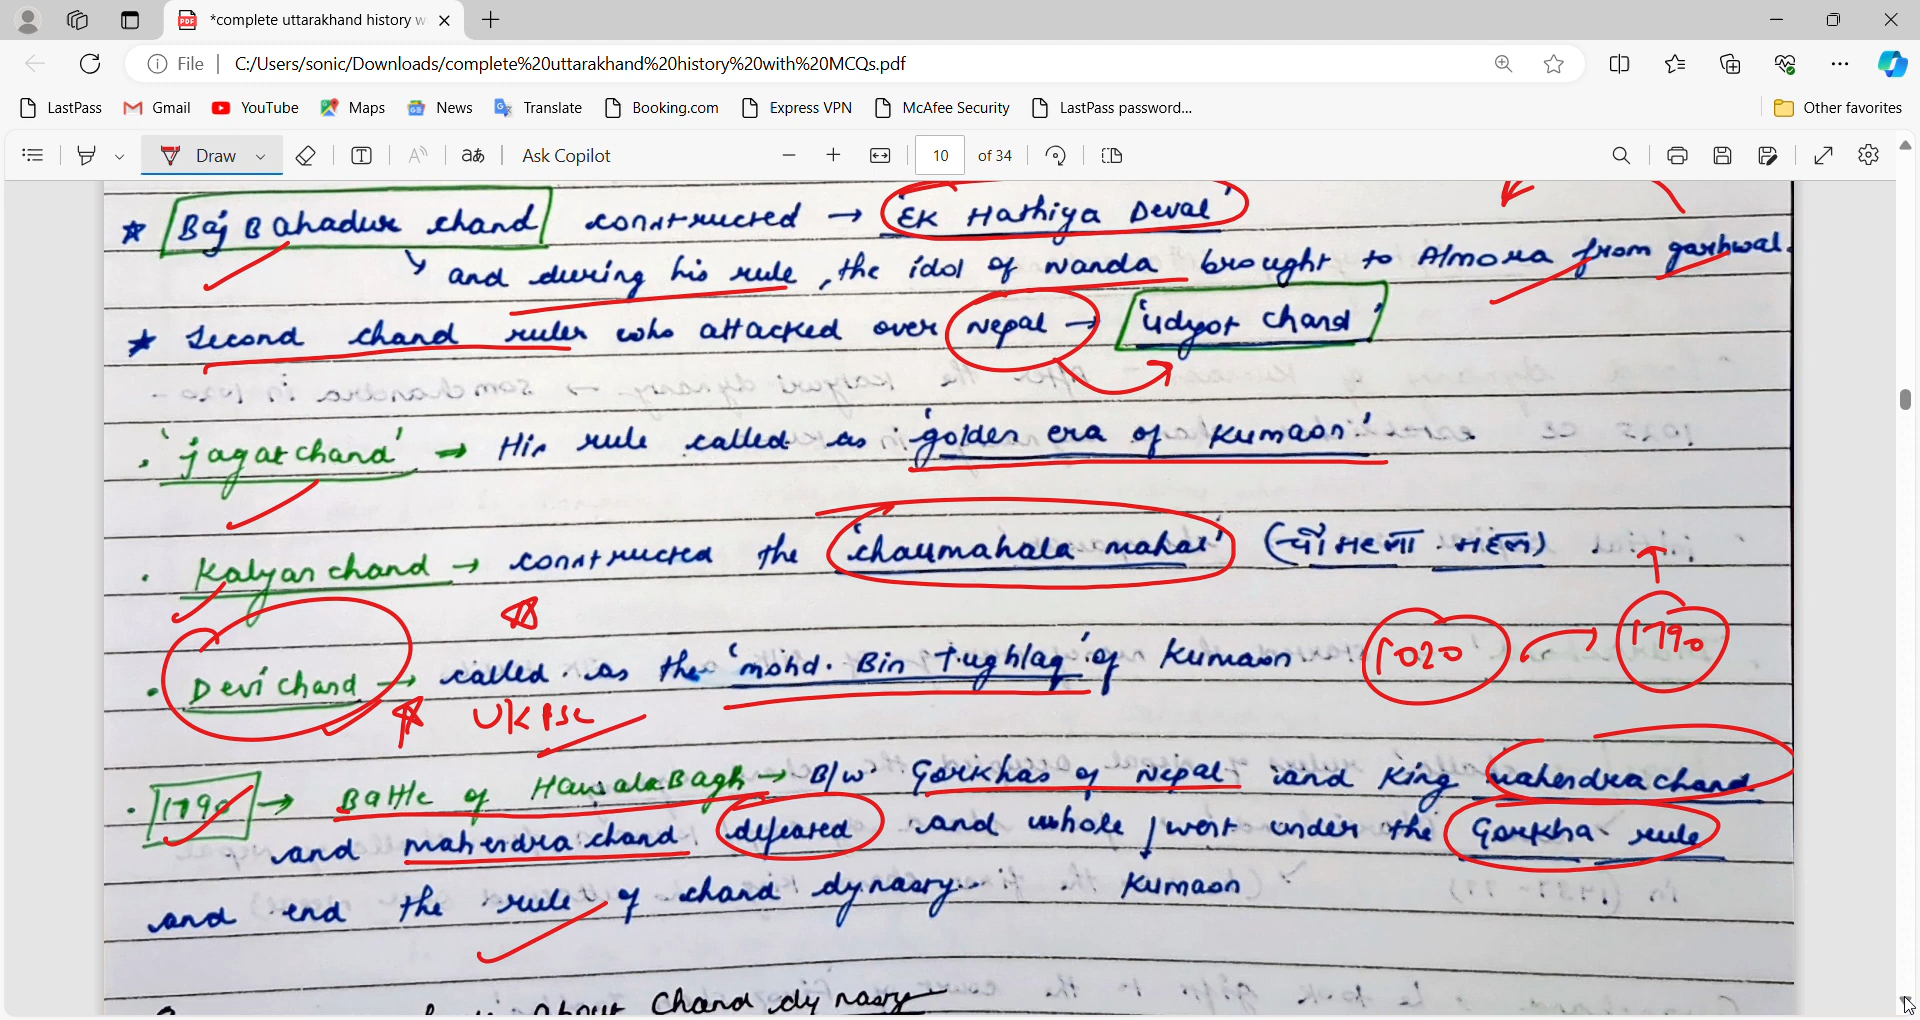 *complete uttarakhand history w
File
C:/Users/sonic/Downloads/complete%20uttarakhand%20history%20with%20MCQs.pdf
LastPass Gmail YouTube Maps News Translate Booking.com Express VPN McAfee Security LastPass password... Other favorites
Draw Ask Copilot 10 of 34
Baj Bahadur chand constructed → 'Ek Hathiya Deval'
and during his rule, the idol of Nanda brought to Almora from garhwal.
Second chand ruler who attacked over Nepal → 'Udyot Chand'
'jagat chand' → His rule called as 'golden era of Kumaon'
Kalyan chand → constructed the 'chaumahala mahal' (चौमहला महल)
1020 1790
Devi chand → called as the 'mohd. Bin Tughlaq' of Kumaon
UKPSC
1790 → Battle of HawalaBagh → B/w Gorkhas of Nepal and King mahendra chand
and mahendra chand defeated and whole went under the Gorkha rule
and end the rule of chand dynasry.. Kumaon
About Chand dynasry